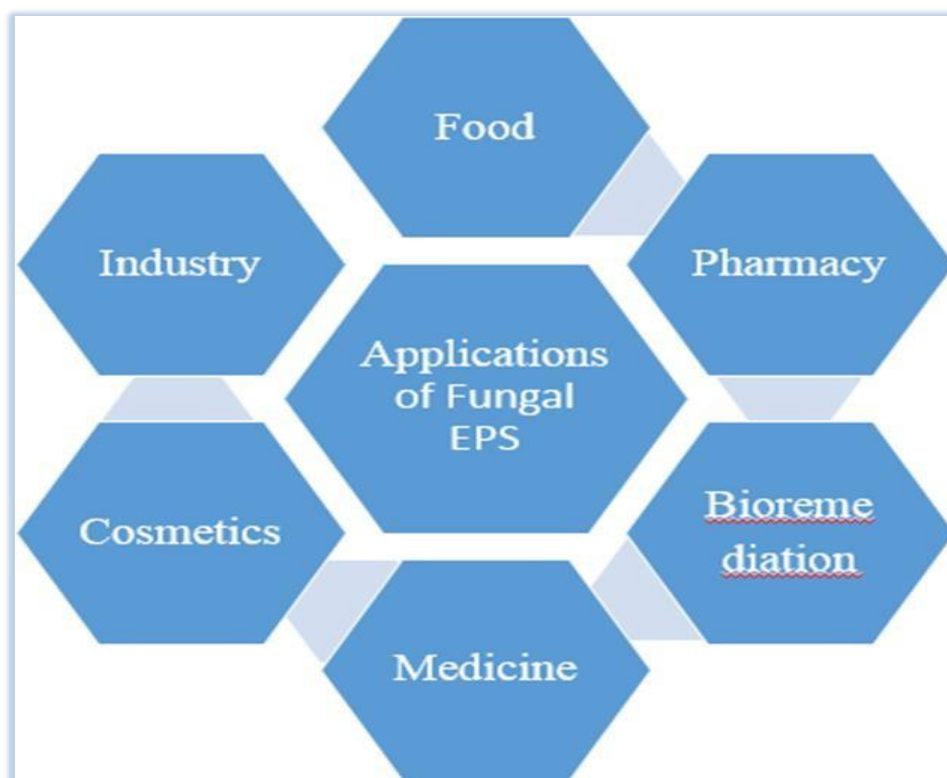 Food
Industry
Pharmacy
Applications
of Fungal
EPS
Cosmetics
Bioreme
diation
Medicine